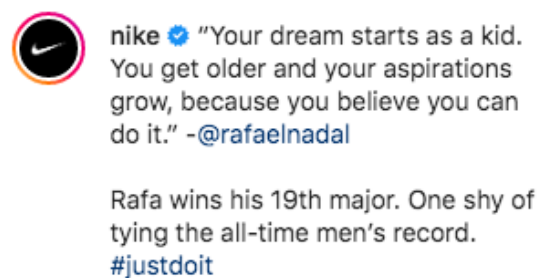 nike “Your dream starts as a kid.
You get older and your aspirations
grow, because you believe you can
do it.” -@rafaelnadal
Rafa wins his 19th major. One shy of
tying the all-time men’s record.
#justdoit